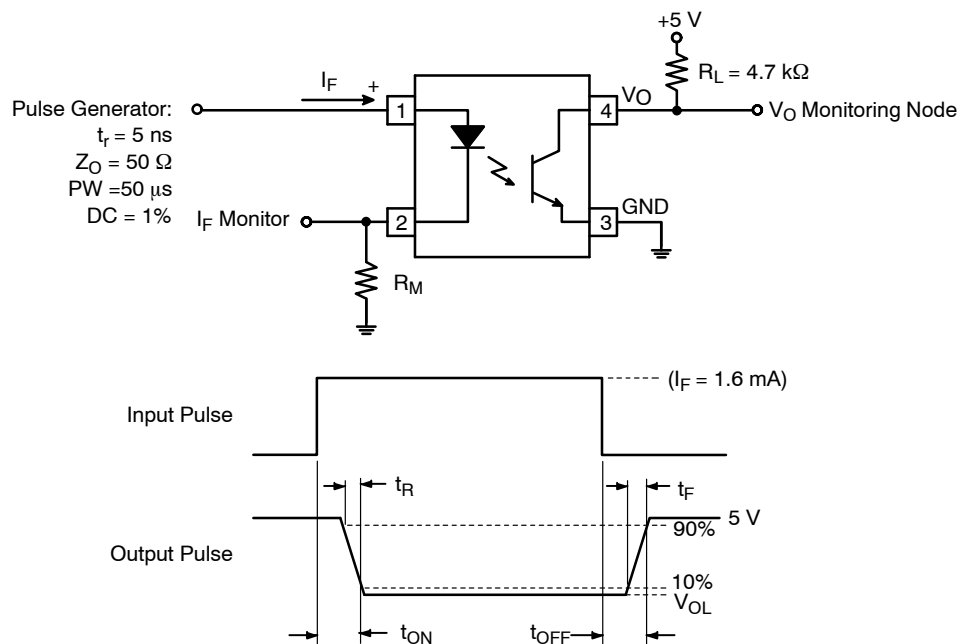 +5 V
R_L = 4.7 kΩ
I_F +
V_O
Pulse Generator:
1
4
V_O Monitoring Node
t_r = 5 ns
Z_O = 50 Ω
PW =50 μs
DC = 1%
GND
I_F Monitor
2
3
R_M
(I_F = 1.6 mA)
Input Pulse
t_R
t_F
5 V
90%
Output Pulse
10%
V_OL
t_ON
t_OFF